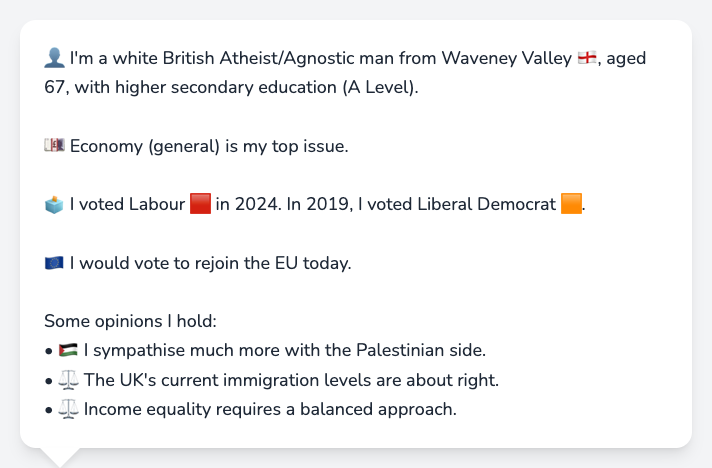 👤 I'm a white British Atheist/Agnostic man from Waveney Valley 🏴󠁧󠁢󠁥󠁮󠁧󠁿, aged
67, with higher secondary education (A Level).
💷 Economy (general) is my top issue.
🗳️ I voted Labour 🟥 in 2024. In 2019, I voted Liberal Democrat 🟧.
🇪🇺 I would vote to rejoin the EU today.
Some opinions I hold:
• 🇵🇸 I sympathise much more with the Palestinian side.
• ⚖️ The UK's current immigration levels are about right.
• ⚖️ Income equality requires a balanced approach.